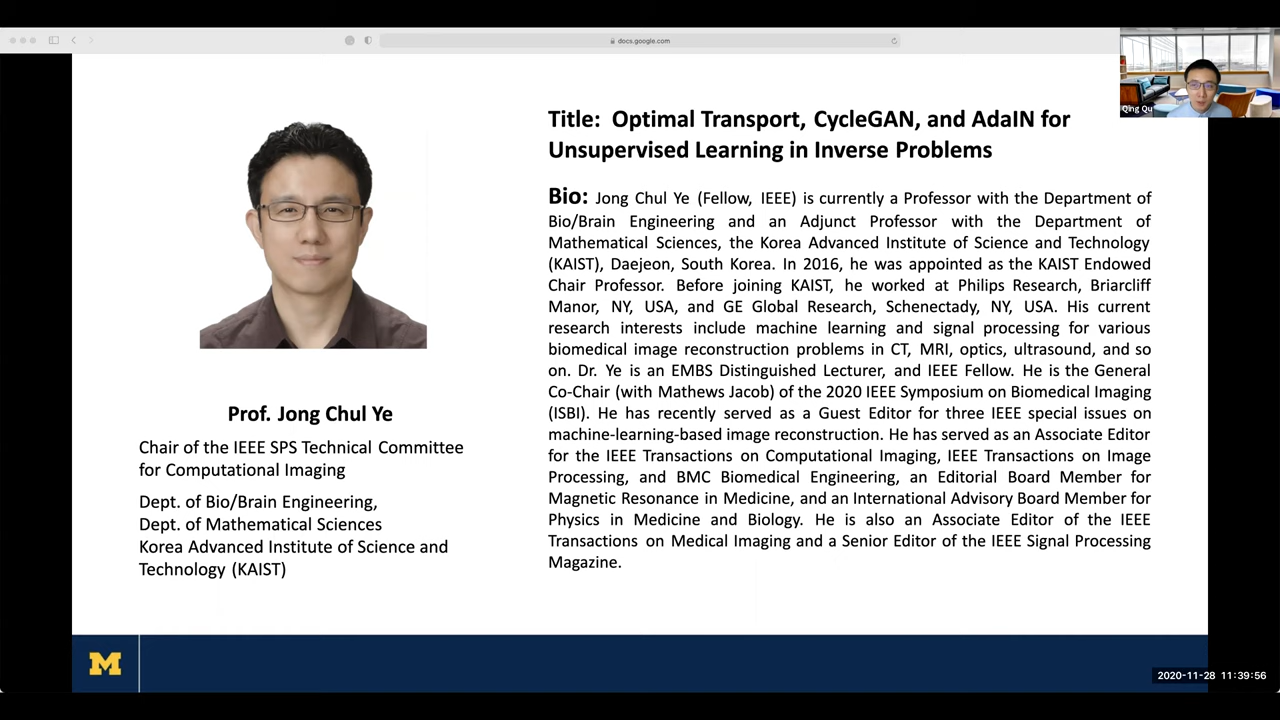 docs.google.com
Qing Qu
Title: Optimal Transport, CycleGAN, and AdaIN for
Unsupervised Learning in Inverse Problems
Bio: Jong Chul Ye (Fellow, IEEE) is currently a Professor with the Department of
Bio/Brain Engineering and an Adjunct Professor with the Department of
Mathematical Sciences, the Korea Advanced Institute of Science and Technology
(KAIST), Daejeon, South Korea. In 2016, he was appointed as the KAIST Endowed
Chair Professor. Before joining KAIST, he worked at Philips Research, Briarcliff
Manor, NY, USA, and GE Global Research, Schenectady, NY, USA. His current
research interests include machine learning and signal processing for various
biomedical image reconstruction problems in CT, MRI, optics, ultrasound, and so
on. Dr. Ye is an EMBS Distinguished Lecturer, and IEEE Fellow. He is the General
Co-Chair (with Mathews Jacob) of the 2020 IEEE Symposium on Biomedical Imaging
(ISBI). He has recently served as a Guest Editor for three IEEE special issues on
machine-learning-based image reconstruction. He has served as an Associate Editor
for the IEEE Transactions on Computational Imaging, IEEE Transactions on Image
Processing, and BMC Biomedical Engineering, an Editorial Board Member for
Magnetic Resonance in Medicine, and an International Advisory Board Member for
Physics in Medicine and Biology. He is also an Associate Editor of the IEEE
Transactions on Medical Imaging and a Senior Editor of the IEEE Signal Processing
Magazine.
Prof. Jong Chul Ye
Chair of the IEEE SPS Technical Committee
for Computational Imaging
Dept. of Bio/Brain Engineering,
Dept. of Mathematical Sciences
Korea Advanced Institute of Science and
Technology (KAIST)
M
2020-11-28 11:39:56